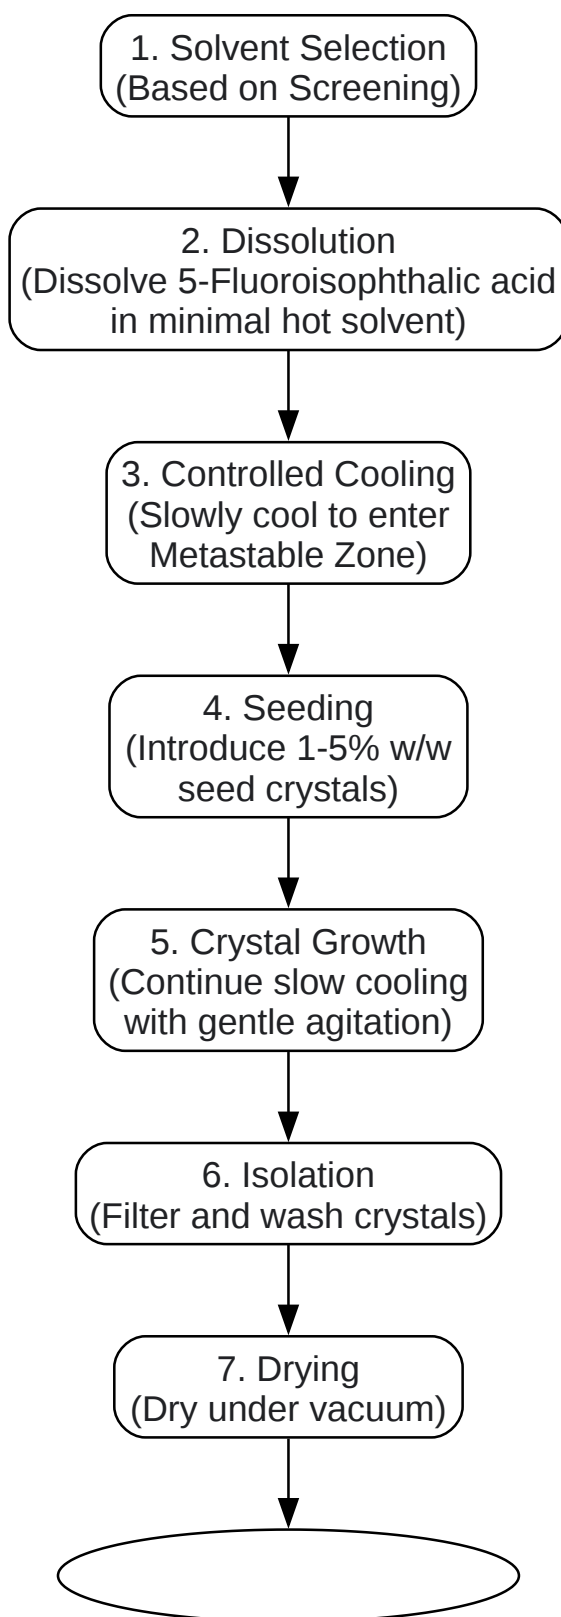 1. Solvent Selection
(Based on Screening)
2. Dissolution
(Dissolve 5-Fluoroisophthalic acid
in minimal hot solvent)
3. Controlled Cooling
(Slowly cool to enter
Metastable Zone)
4. Seeding
(Introduce 1-5% w/w
seed crystals)
5. Crystal Growth
(Continue slow cooling
with gentle agitation)
6. Isolation
(Filter and wash crystals)
7. Drying
(Dry under vacuum)